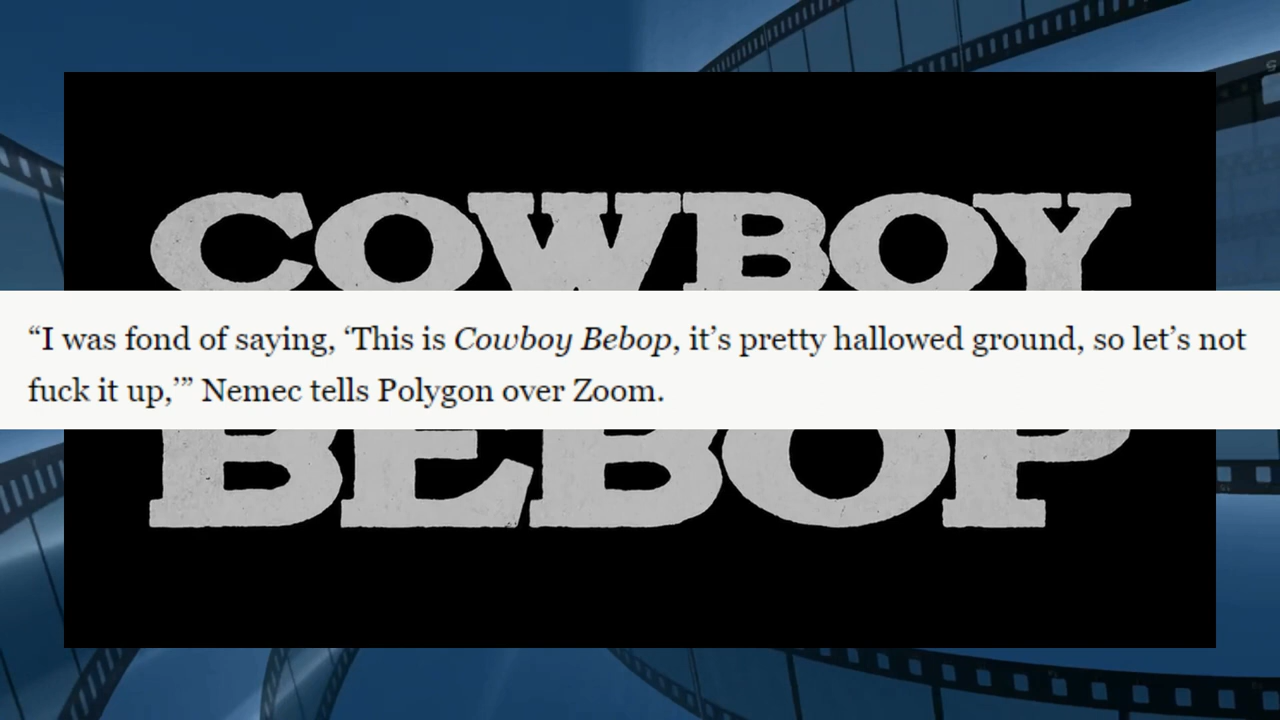 COWBOY
“I was fond of saying, ‘This is Cowboy Bebop, it’s pretty hallowed ground, so let’s not
fuck it up,’” Nemec tells Polygon over Zoom.
BEBOP